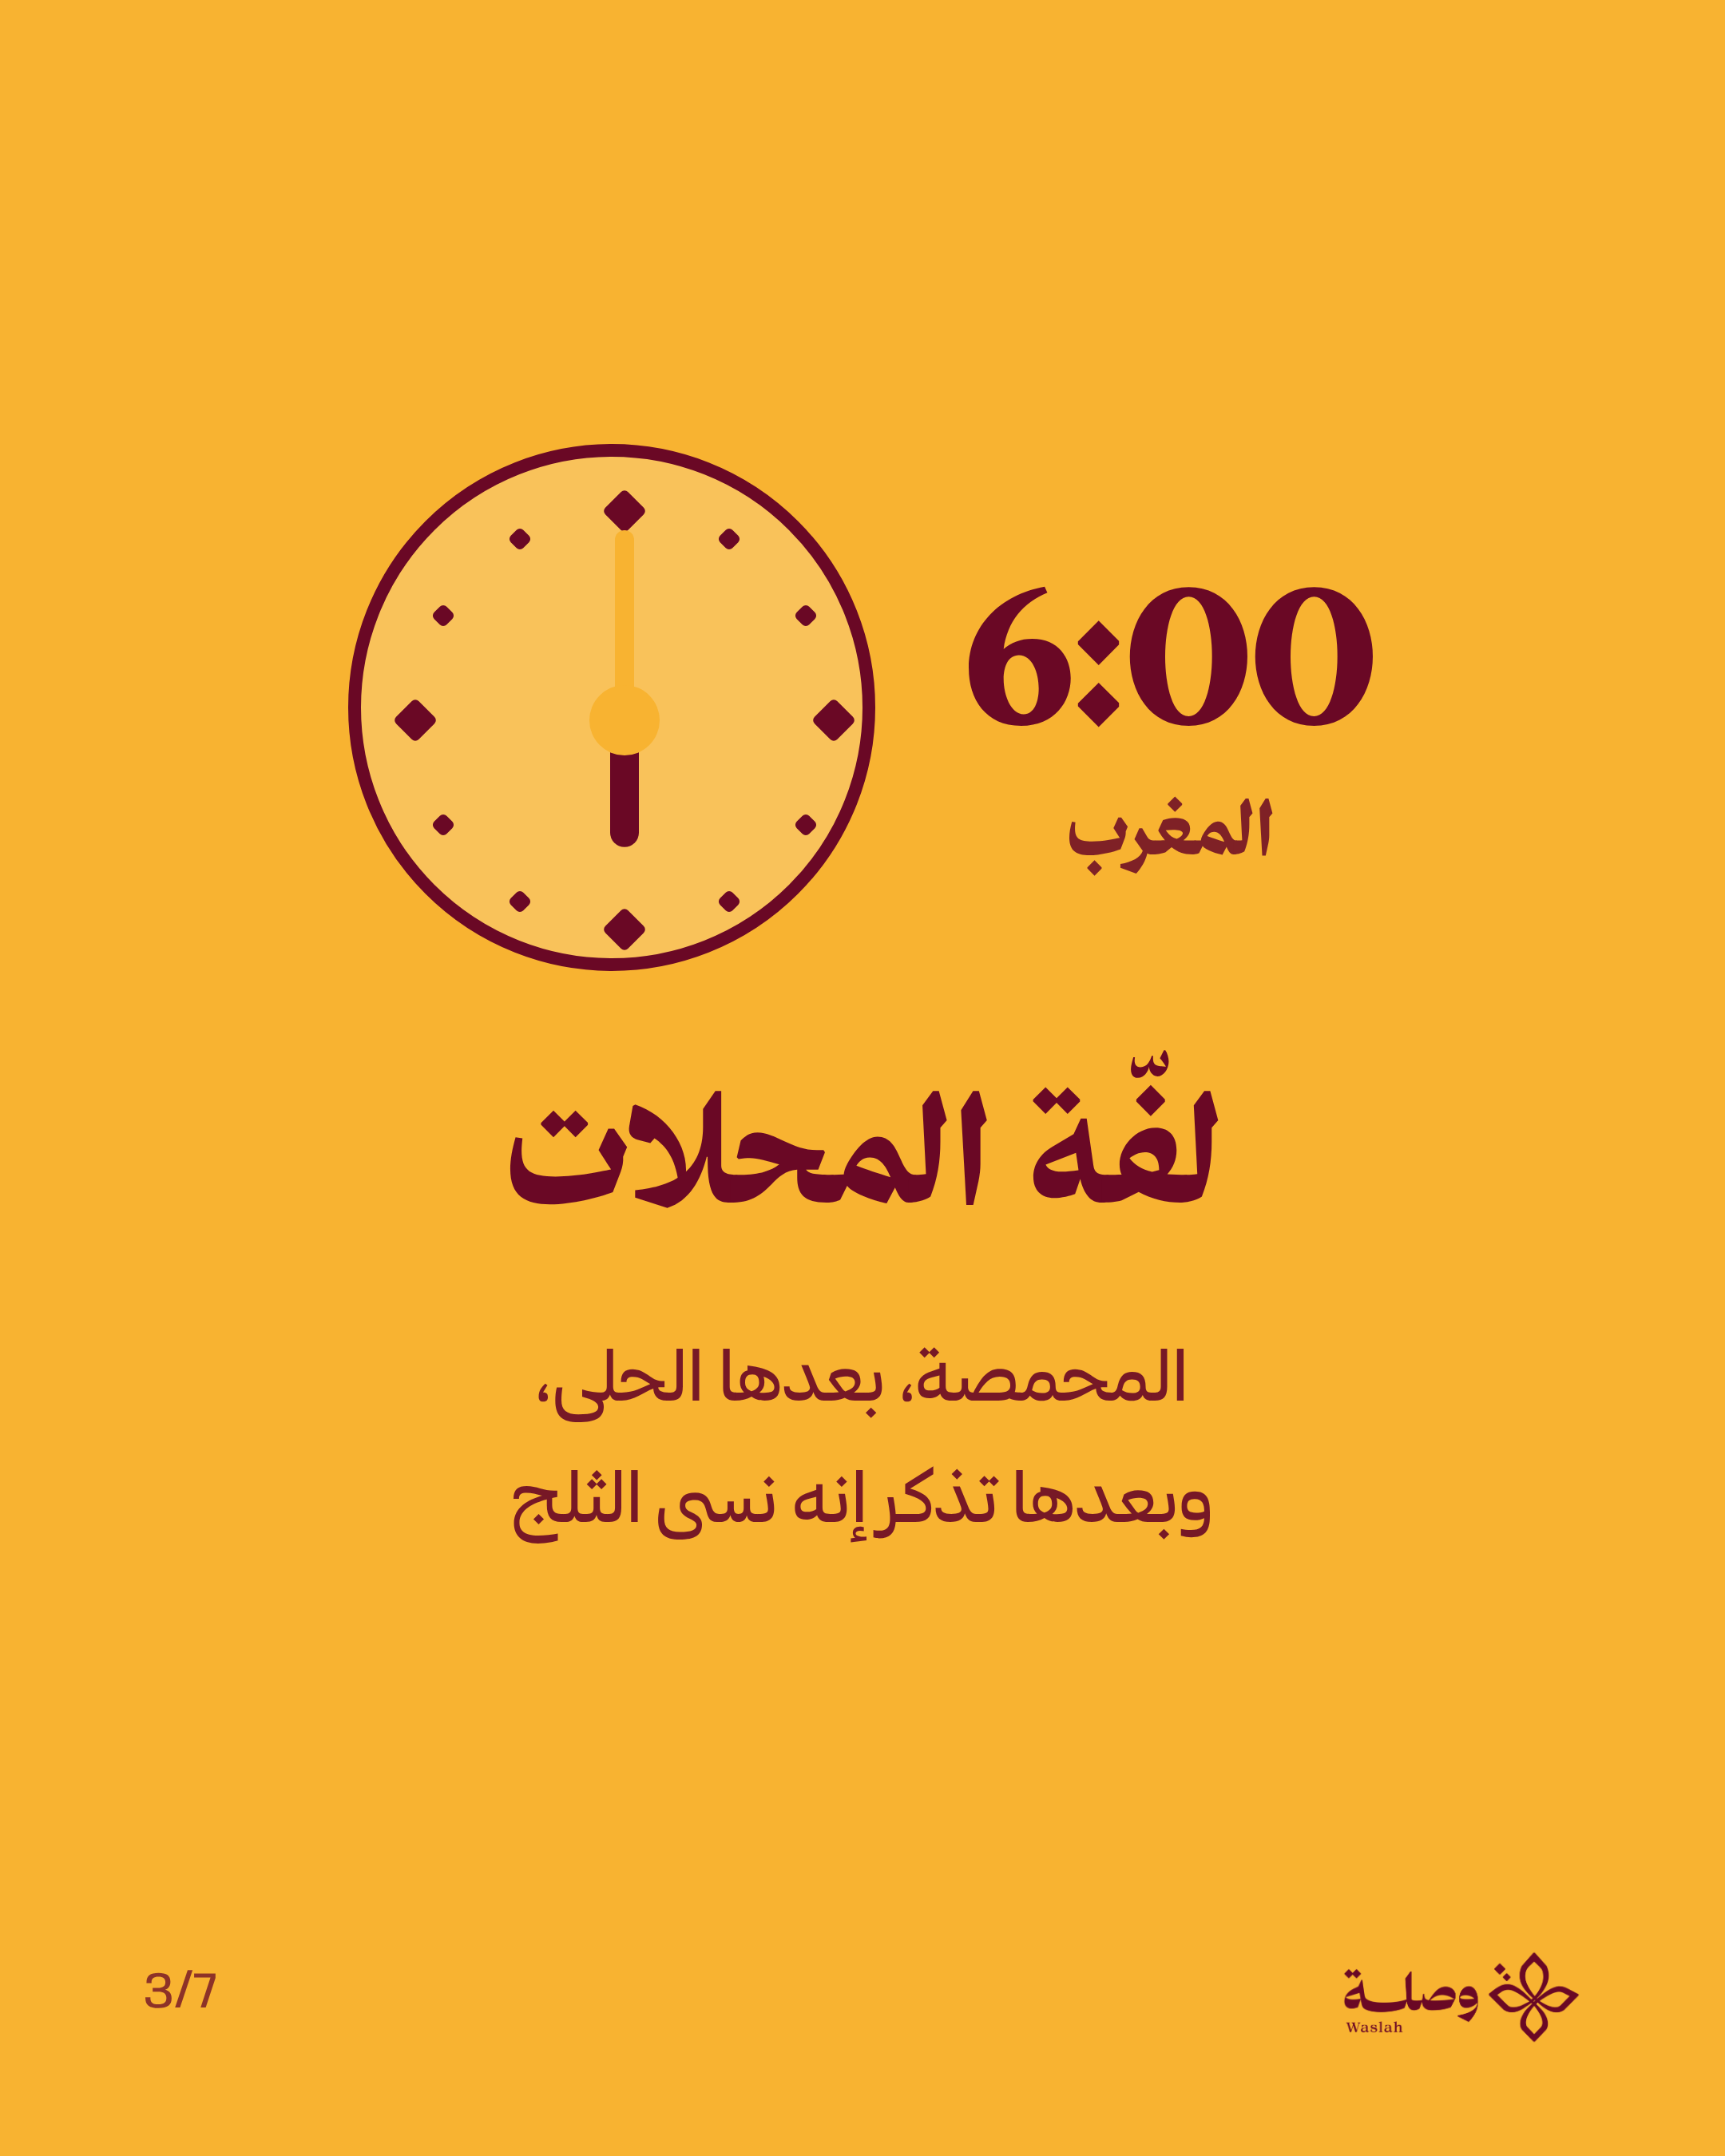 6:00
المغرب
لفّة المحلات
المحمصة، بعدها الحلى،
وبعدها تذكر إنه نسى الثلج
3/7
وصلة
Waslah